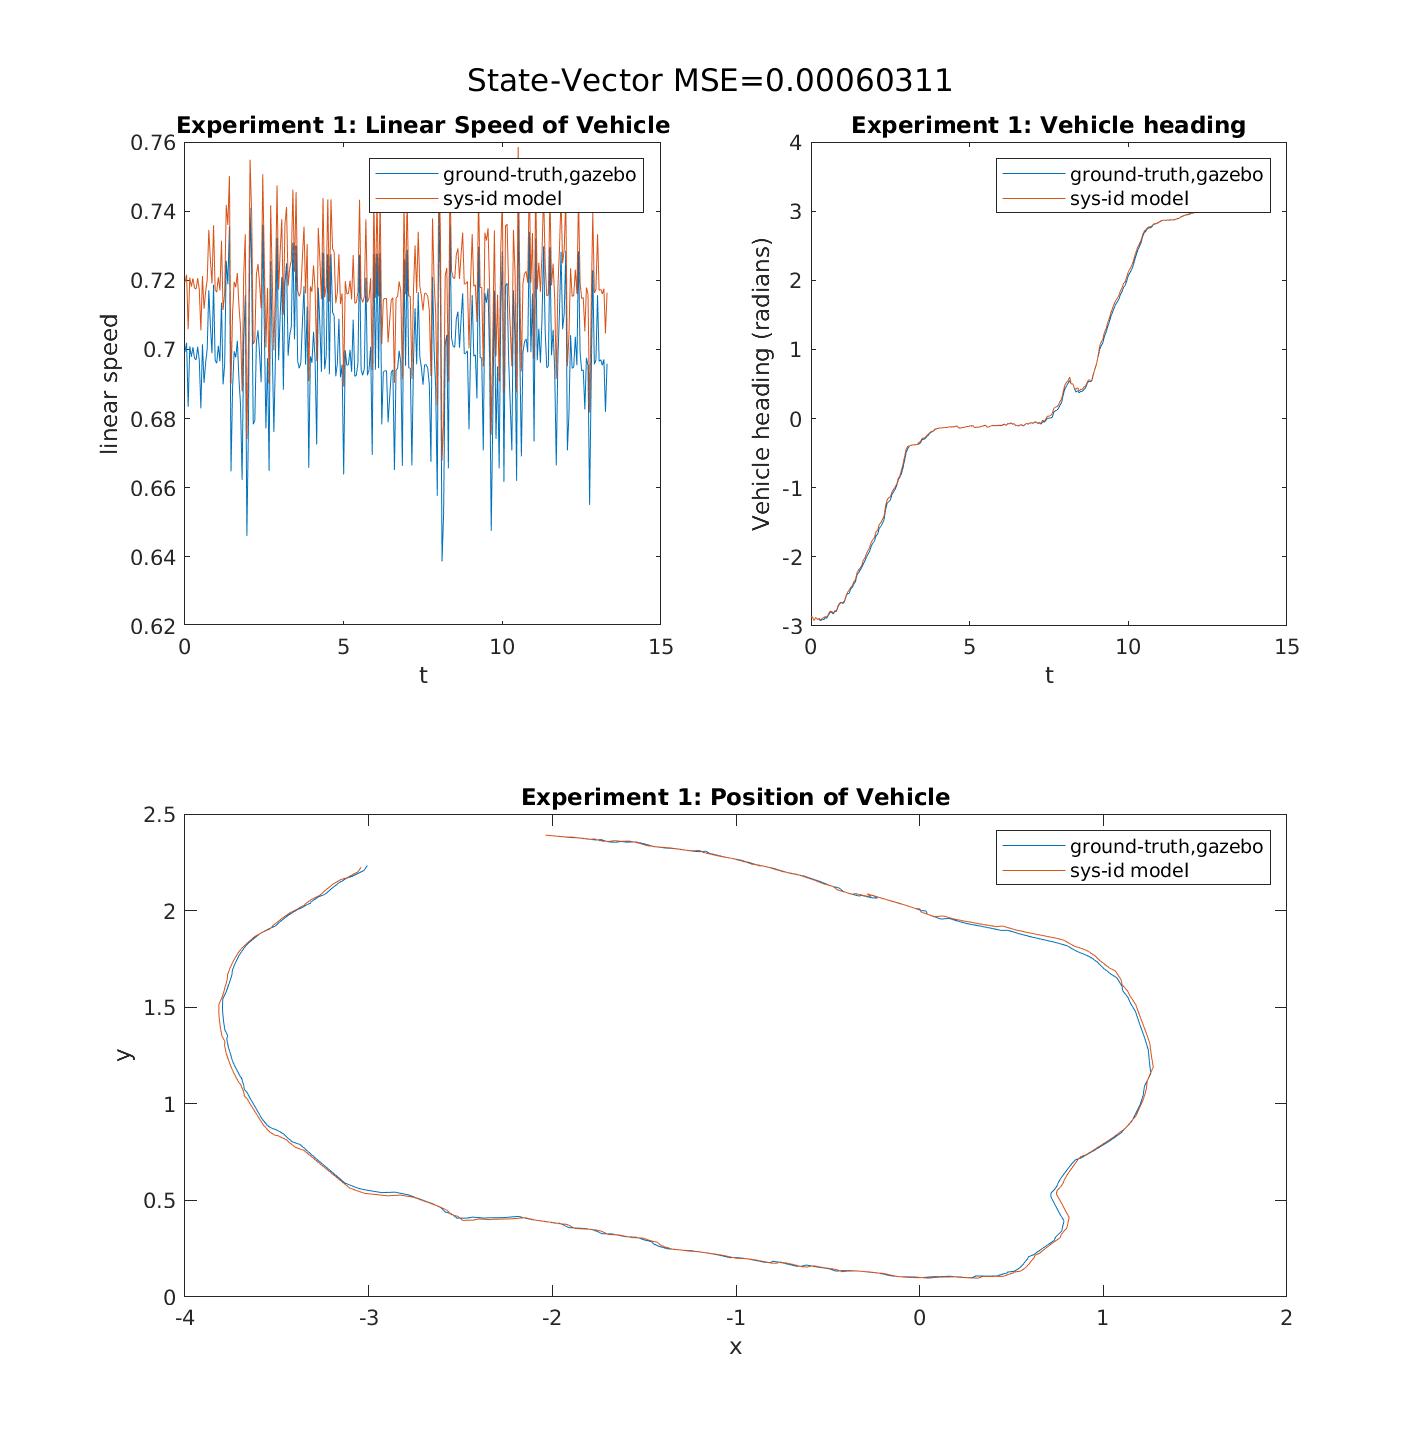 State-Vector MSE=0.00060311
Experiment 1: Linear Speed of Vehicle
0.76
0.74
0.72
0.7
0.68
0.66
0.64
0.62
linear speed
0 5 10 15
t
ground-truth,gazebo
sys-id model
Experiment 1: Vehicle heading
4
3
2
1
0
-1
-2
-3
Vehicle heading (radians)
0 5 10 15
t
ground-truth,gazebo
sys-id model
Experiment 1: Position of Vehicle
2.5
2
1.5
1
0.5
0
y
-4 -3 -2 -1 0 1 2
x
ground-truth,gazebo
sys-id model